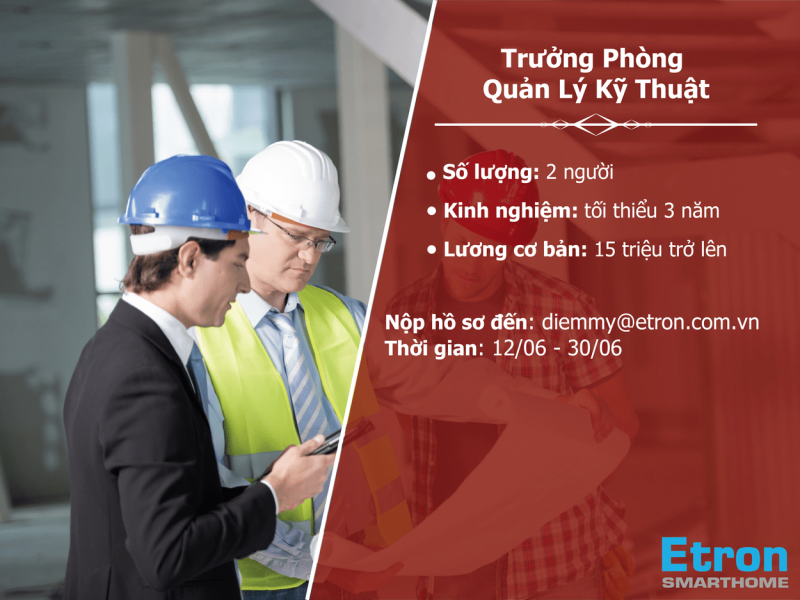 Trưởng Phòng
Quản Lý Kỹ Thuật
• Số lượng: 2 người
• Kinh nghiệm: tối thiểu 3 năm
• Lương cơ bản: 15 triệu trở lên
Nộp hồ sơ đến: diemmy@etron.com.vn
Thời gian: 12/06 - 30/06
Etron
SMARTHOME